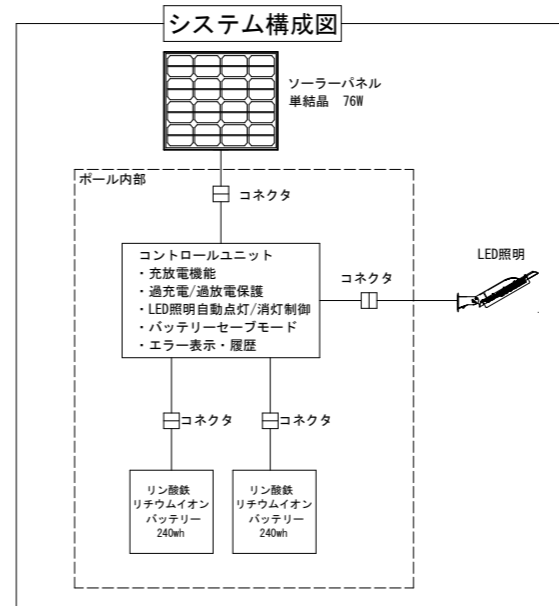 システム構成図
ソーラーパネル
単結晶 76W
ポール内部
コネクタ
コントロールユニット
・充放電機能
・過充電/過放電保護
・LED照明自動点灯/消灯制御
・バッテリーセーブモード
・エラー表示・履歴
コネクタ
LED照明
コネクタ
コネクタ
リン酸鉄
リチウムイオン
バッテリー
240wh
リン酸鉄
リチウムイオン
バッテリー
240wh